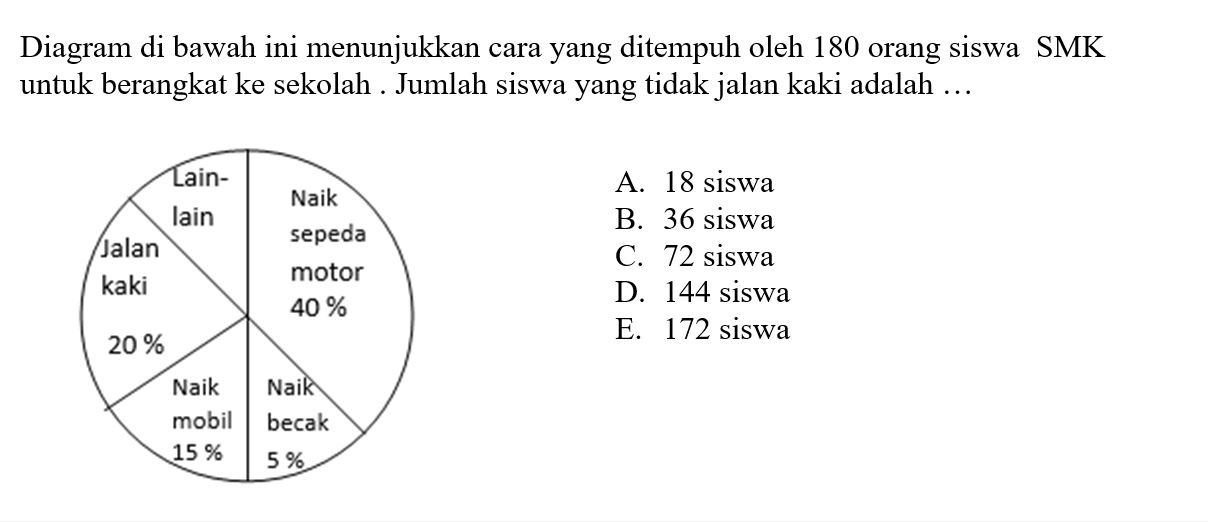 Diagram di bawah ini menunjukkan cara yang ditempuh oleh 180 orang siswa SMK
untuk berangkat ke sekolah . Jumlah siswa yang tidak jalan kaki adalah …
Lain-
lain
Naik
sepeda
motor
40 %
Jalan
kaki
20 %
Naik
mobil
15 %
Naik
becak
5 %
A. 18 siswa
B. 36 siswa
C. 72 siswa
D. 144 siswa
E. 172 siswa